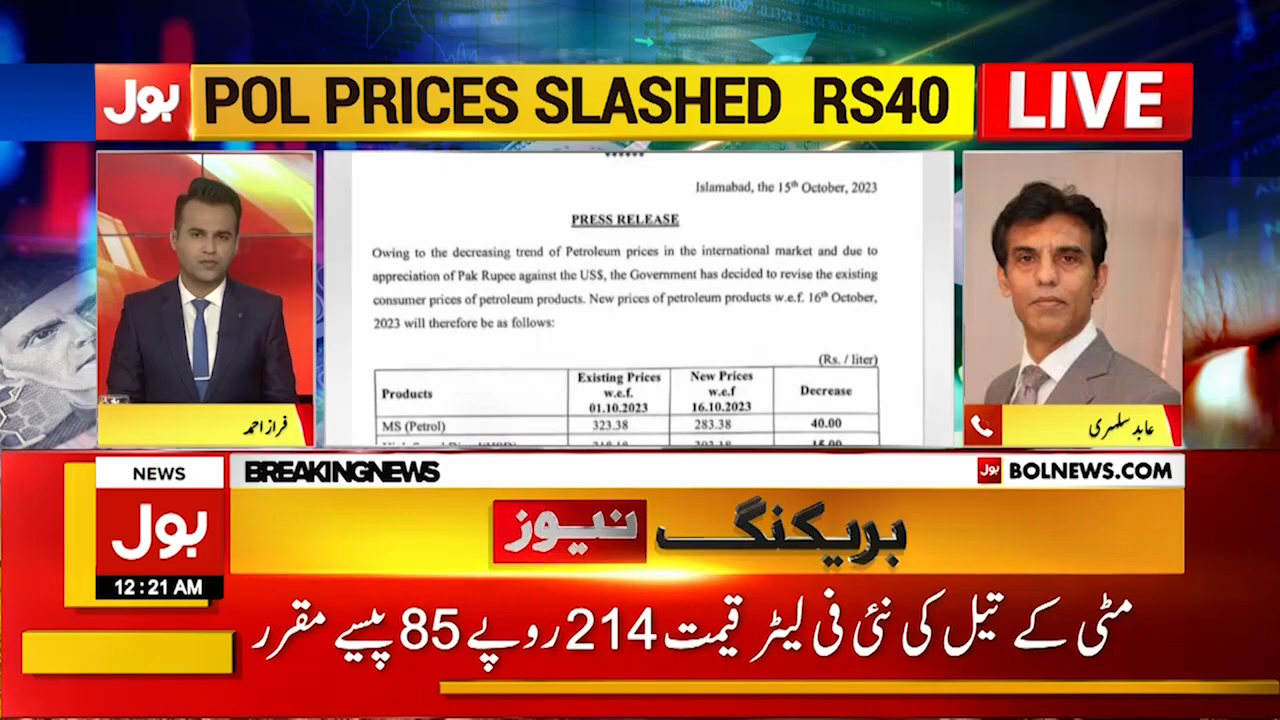 بول
POL PRICES SLASHED RS40
LIVE
Islamabad, the 15th October, 2023
PRESS RELEASE
Owing to the decreasing trend of Petroleum prices in the international market and due to
appreciation of Pak Rupee against the US$, the Government has decided to revise the existing
consumer prices of petroleum products. New prices of petroleum products w.e.f. 16th October,
2023 will therefore be as follows:
(Rs. / liter)
Products Existing Prices w.e.f. 01.10.2023 New Prices w.e.f 16.10.2023 Decrease
MS (Petrol) 323.38 283.38 40.00
فراز احمد
عابد سلہری
NEWS
بول
12:21 AM
BREAKINGNEWS
بول BOLNEWS.COM
بریکنگ نیوز
مٹی کے تیل کی نئی فی لیٹر قیمت 214 روپے 85 پیسے مقرر